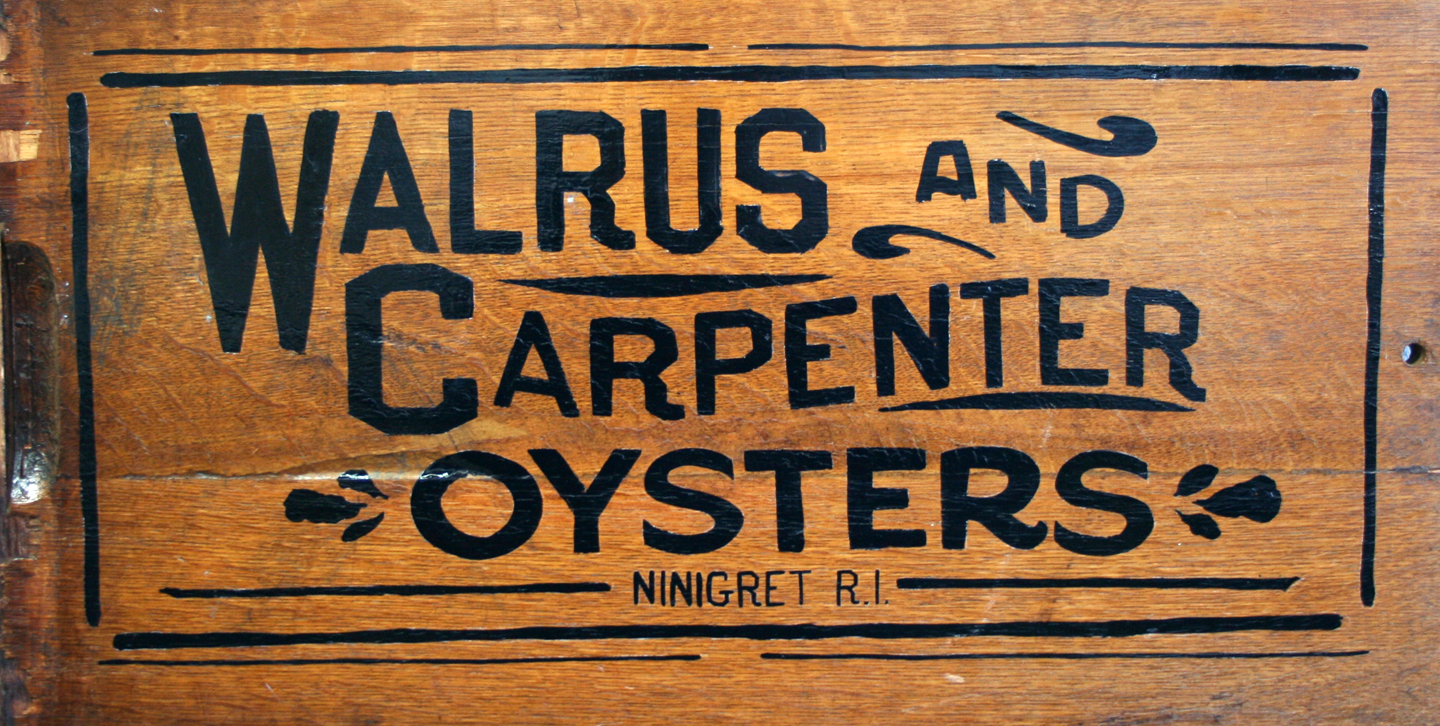 WALRUS AND
CARPENTER
OYSTERS
NINIGRET R.I.